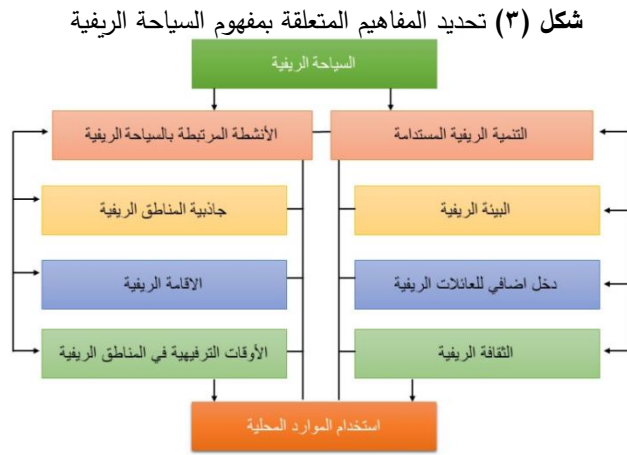 شكل (٣) تحديد المفاهيم المتعلقة بمفهوم السياحة الريفية
السياحة الريفية
التنمية الريفية المستدامة
الأنشطة المرتبطة بالسياحة الريفية
البيئة الريفية
جاذبية المناطق الريفية
دخل اضافي للعائلات الريفية
الاقامة الريفية
الثقافة الريفية
الأوقات الترفيهية في المناطق الريفية
استخدام الموارد المحلية